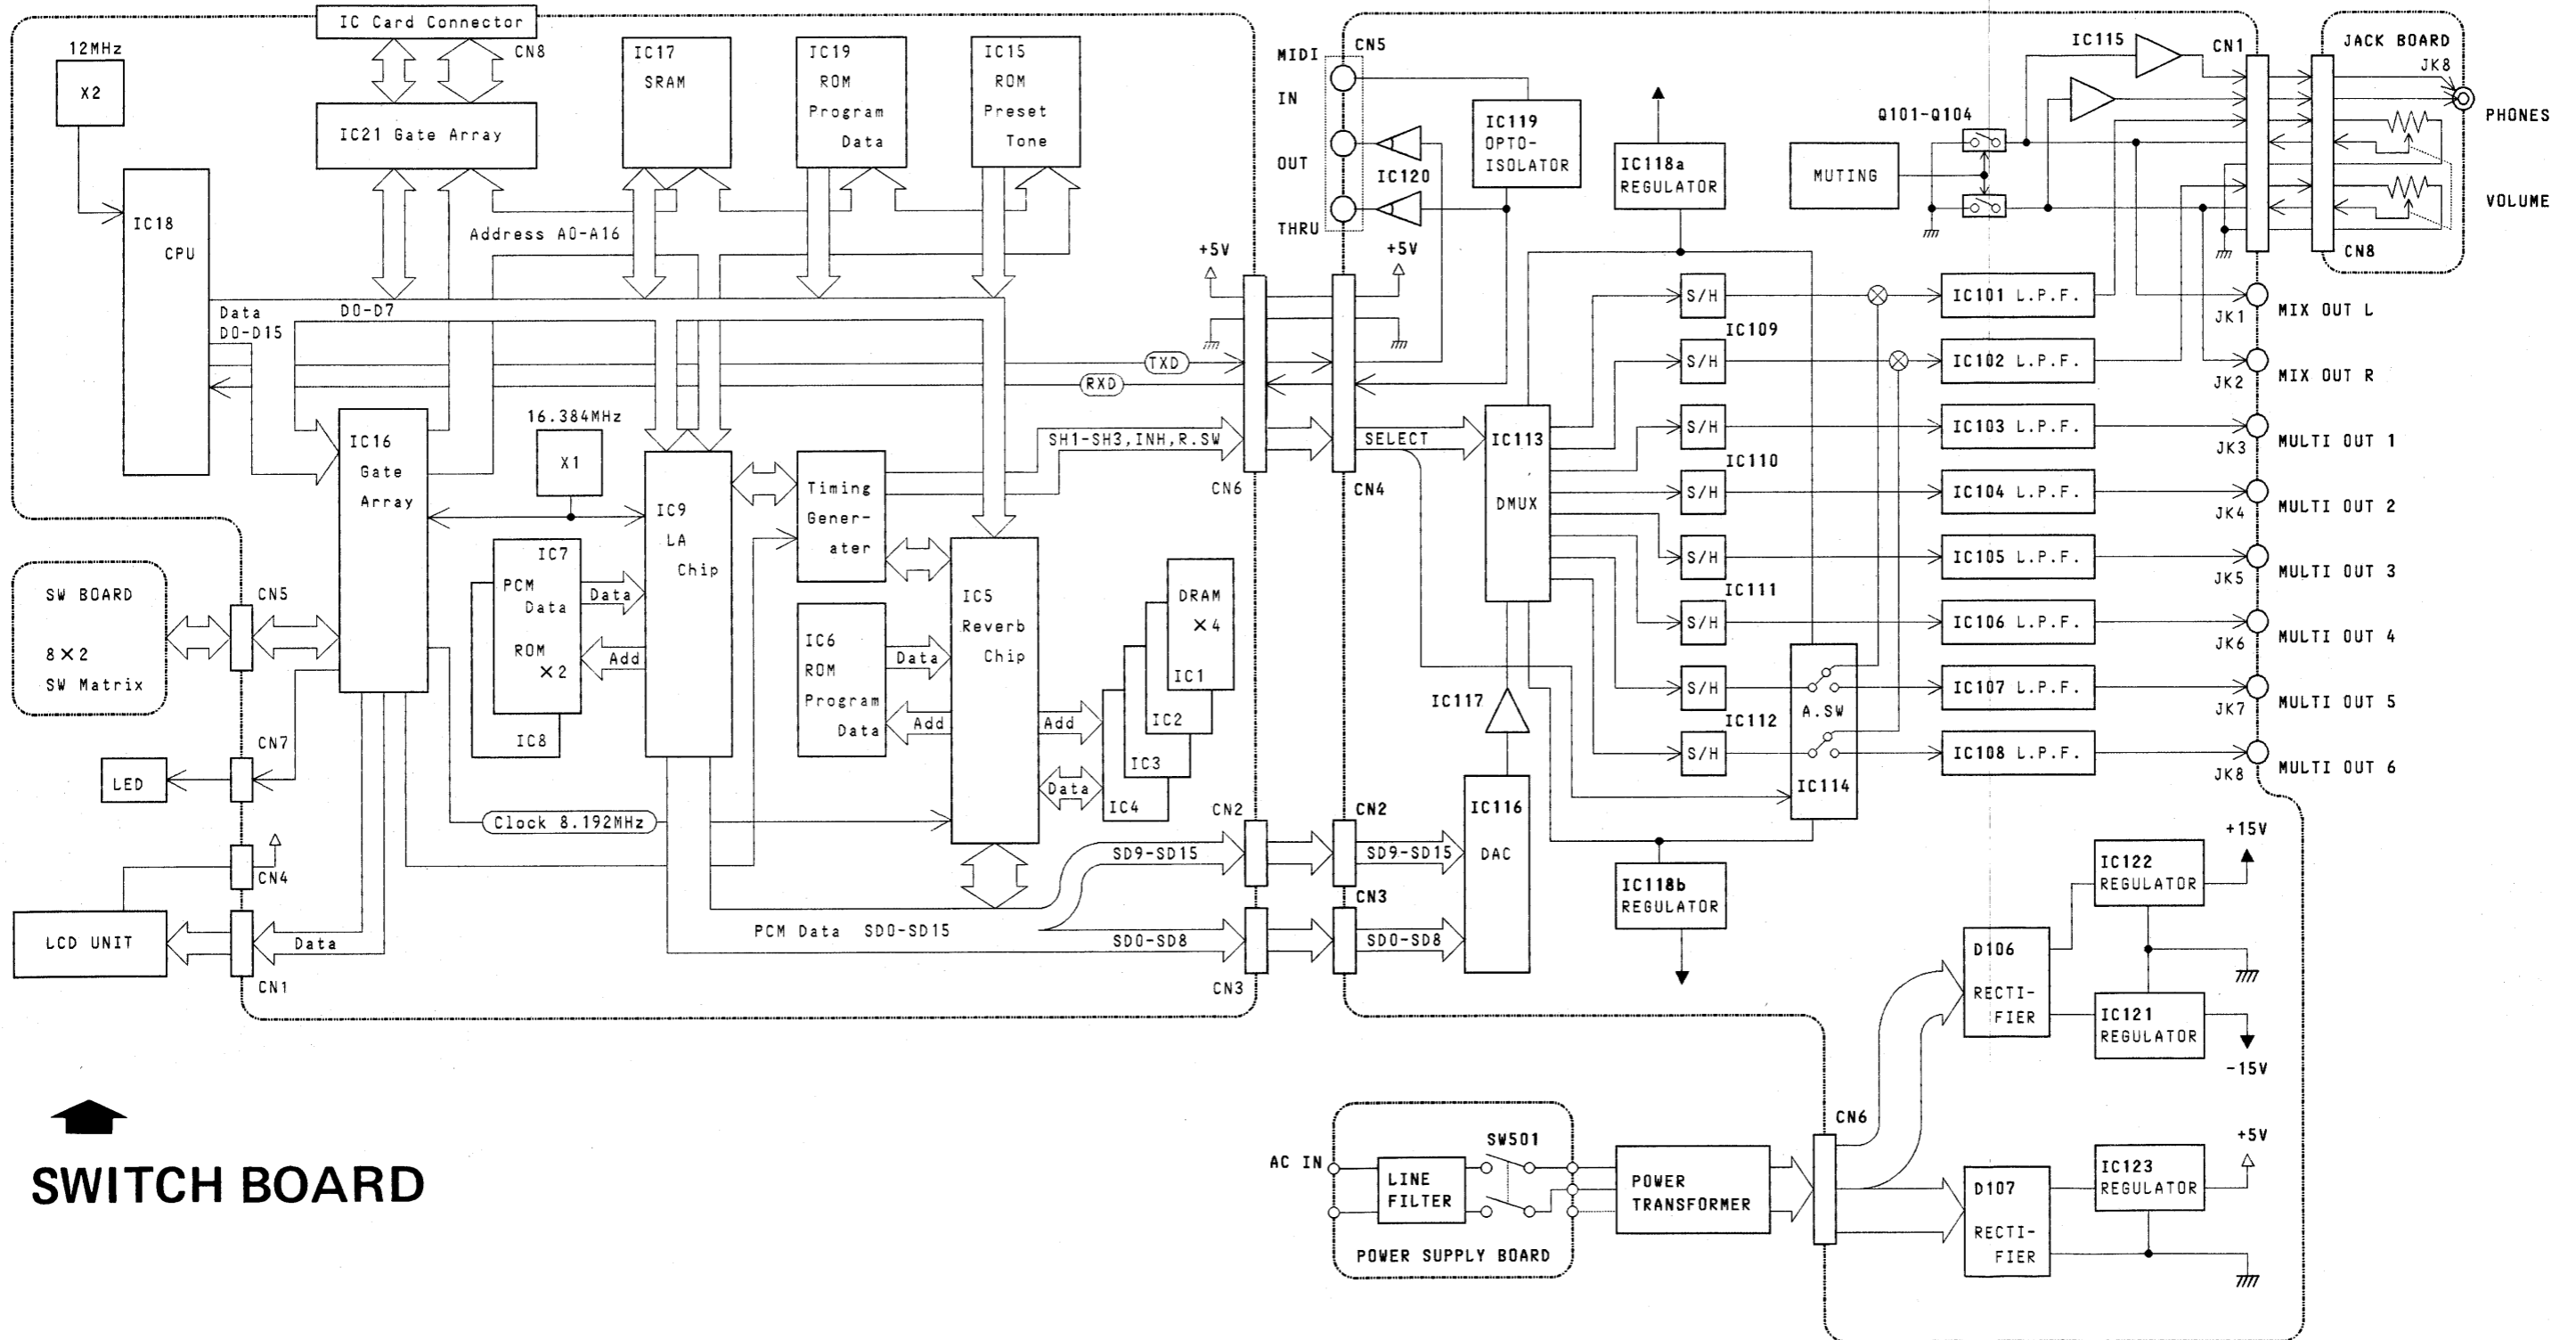 IC Card Connector
CN8
12MHz
X2
IC21 Gate Array
IC17
SRAM
IC19
ROM
Program
Data
IC15
ROM
Preset
Tone
IC18
CPU
Address A0-A16
Data
D0-D15
D0-D7
+5V
TXD
RXD
IC16
Gate
Array
16.384MHz
X1
IC9
LA
Chip
Timing
Gener-
ater
SH1-SH3,INH,R.SW
CN6
SW BOARD
8×2
SW Matrix
CN5
IC7
PCM
Data
ROM
×2
IC8
Data
Add
IC6
ROM
Program
Data
Data
Add
IC5
Reverb
Chip
Add
Data
DRAM
×4
IC1
IC2
IC3
IC4
CN7
LED
Clock 8.192MHz
CN4
LCD UNIT
Data
CN1
PCM Data SD0-SD15
SD9-SD15
SD0-SD8
CN2
CN3
MIDI
IN
OUT
THRU
CN5
IC119
OPTO-
ISOLATOR
IC120
+5V
SELECT
CN4
IC113
DMUX
IC117
CN2
SD9-SD15
CN3
SD0-SD8
IC116
DAC
IC118a
REGULATOR
IC118b
REGULATOR
MUTING
Q101-Q104
IC115
CN1
JACK BOARD
JK8
PHONES
VOLUME
CN8
S/H
IC109
S/H
S/H
IC110
S/H
S/H
IC111
S/H
S/H
IC112
S/H
A.SW
IC114
IC101 L.P.F.
IC102 L.P.F.
IC103 L.P.F.
IC104 L.P.F.
IC105 L.P.F.
IC106 L.P.F.
IC107 L.P.F.
IC108 L.P.F.
JK1
MIX OUT L
JK2
MIX OUT R
JK3
MULTI OUT 1
JK4
MULTI OUT 2
JK5
MULTI OUT 3
JK6
MULTI OUT 4
JK7
MULTI OUT 5
JK8
MULTI OUT 6
D106
RECTI-
FIER
IC122
REGULATOR
+15V
IC121
REGULATOR
-15V
D107
RECTI-
FIER
IC123
REGULATOR
+5V
CN6
AC IN
LINE
FILTER
SW501
POWER SUPPLY BOARD
POWER
TRANSFORMER
SWITCH BOARD